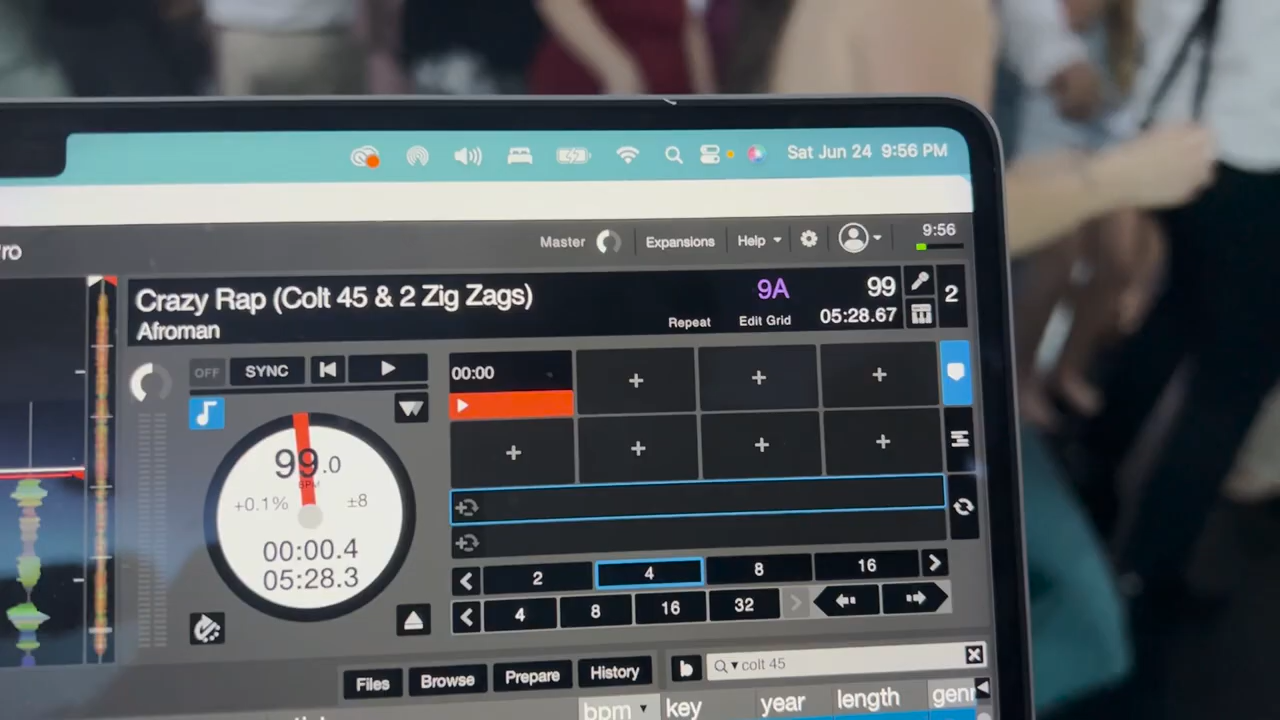 Sat Jun 24 9:56 PM
ro
Master Expansions Help 9:56
Crazy Rap (Colt 45 & 2 Zig Zags) 9A 99 2
Afroman Repeat Edit Grid 05:28.67
OFF SYNC 00:00
99.0
BPM
+0.1% ±8
00:00.4
05:28.3
2 4 8 16
4 8 16 32
Files Browse Prepare History b colt 45
bpm key year length genr